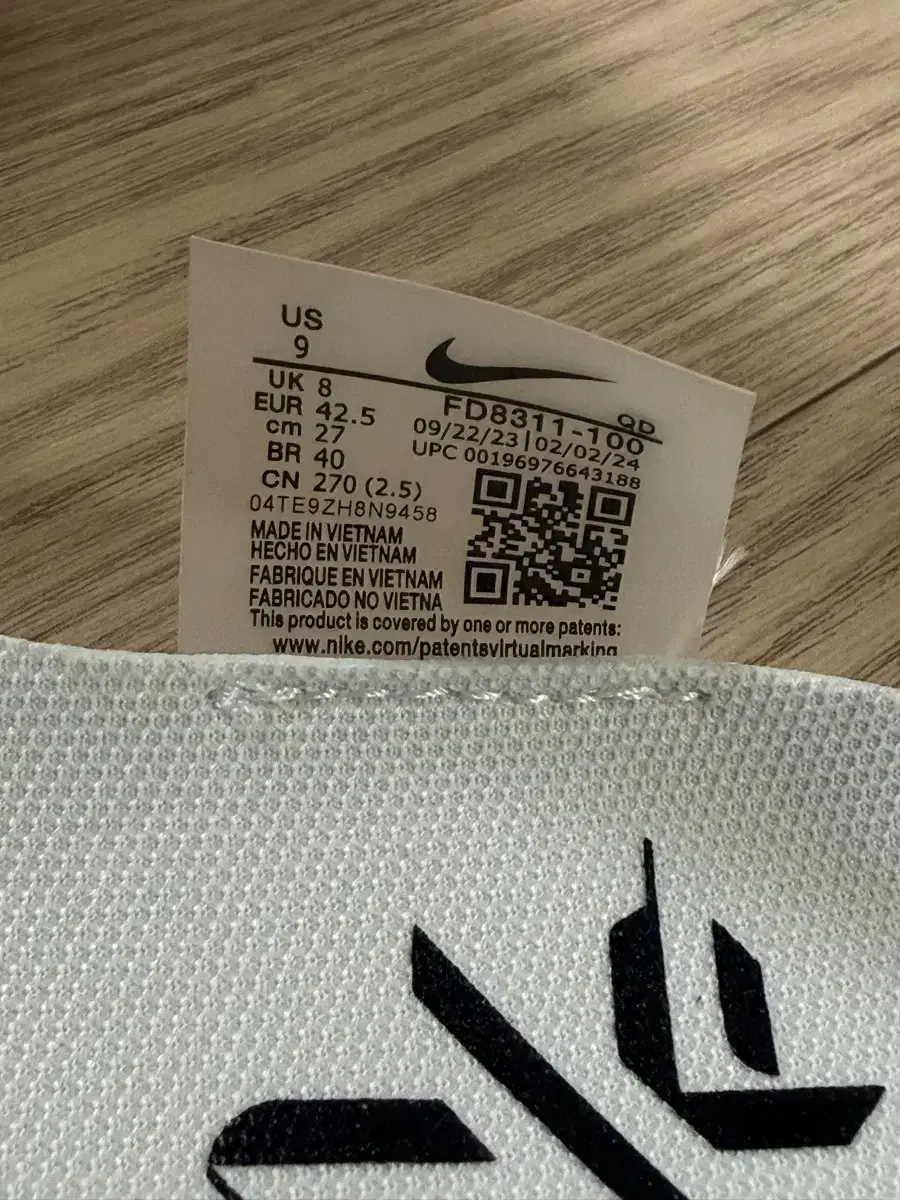 US
9
UK 8
EUR 42.5
cm 27
BR 40
CN 270 (2.5)
04TE9ZH8N9458
QD
FD8311-100
09/22/23 | 02/02/24
UPC 00196976643188
MADE IN VIETNAM
HECHO EN VIETNAM
FABRIQUE EN VIETNAM
FABRICADO NO VIETNA
This product is covered by one or more patents:
www.nike.com/patentsvirtualmarking